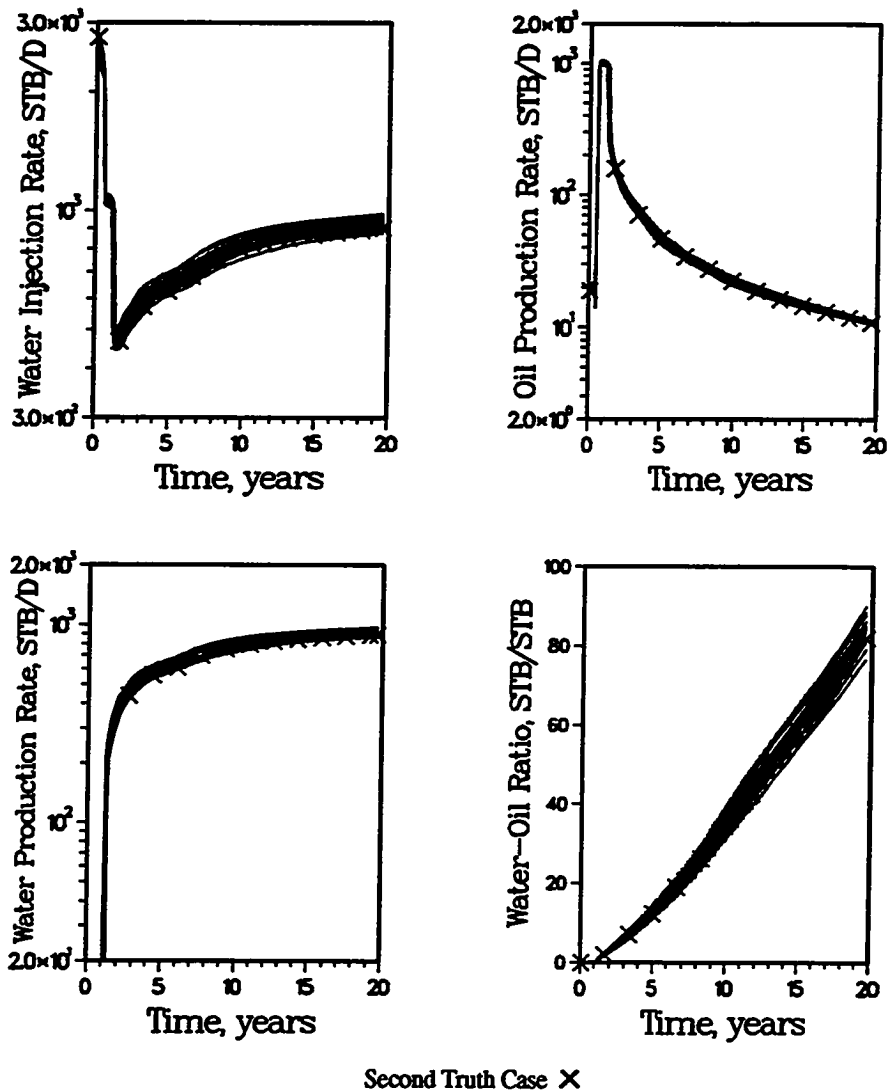 3.0×10³
10³
3.0×10²
Water Injection Rate, STB/D
0 5 10 15 20
Time, years
2.0×10³
10³
10²
10¹
2.0×10⁰
Oil Production Rate, STB/D
0 5 10 15 20
Time, years
2.0×10³
10³
10²
2.0×10¹
Water Production Rate, STB/D
0 5 10 15 20
Time, years
100
80
60
40
20
0
Water-Oil Ratio, STB/STB
0 5 10 15 20
Time, years
Second Truth Case ×